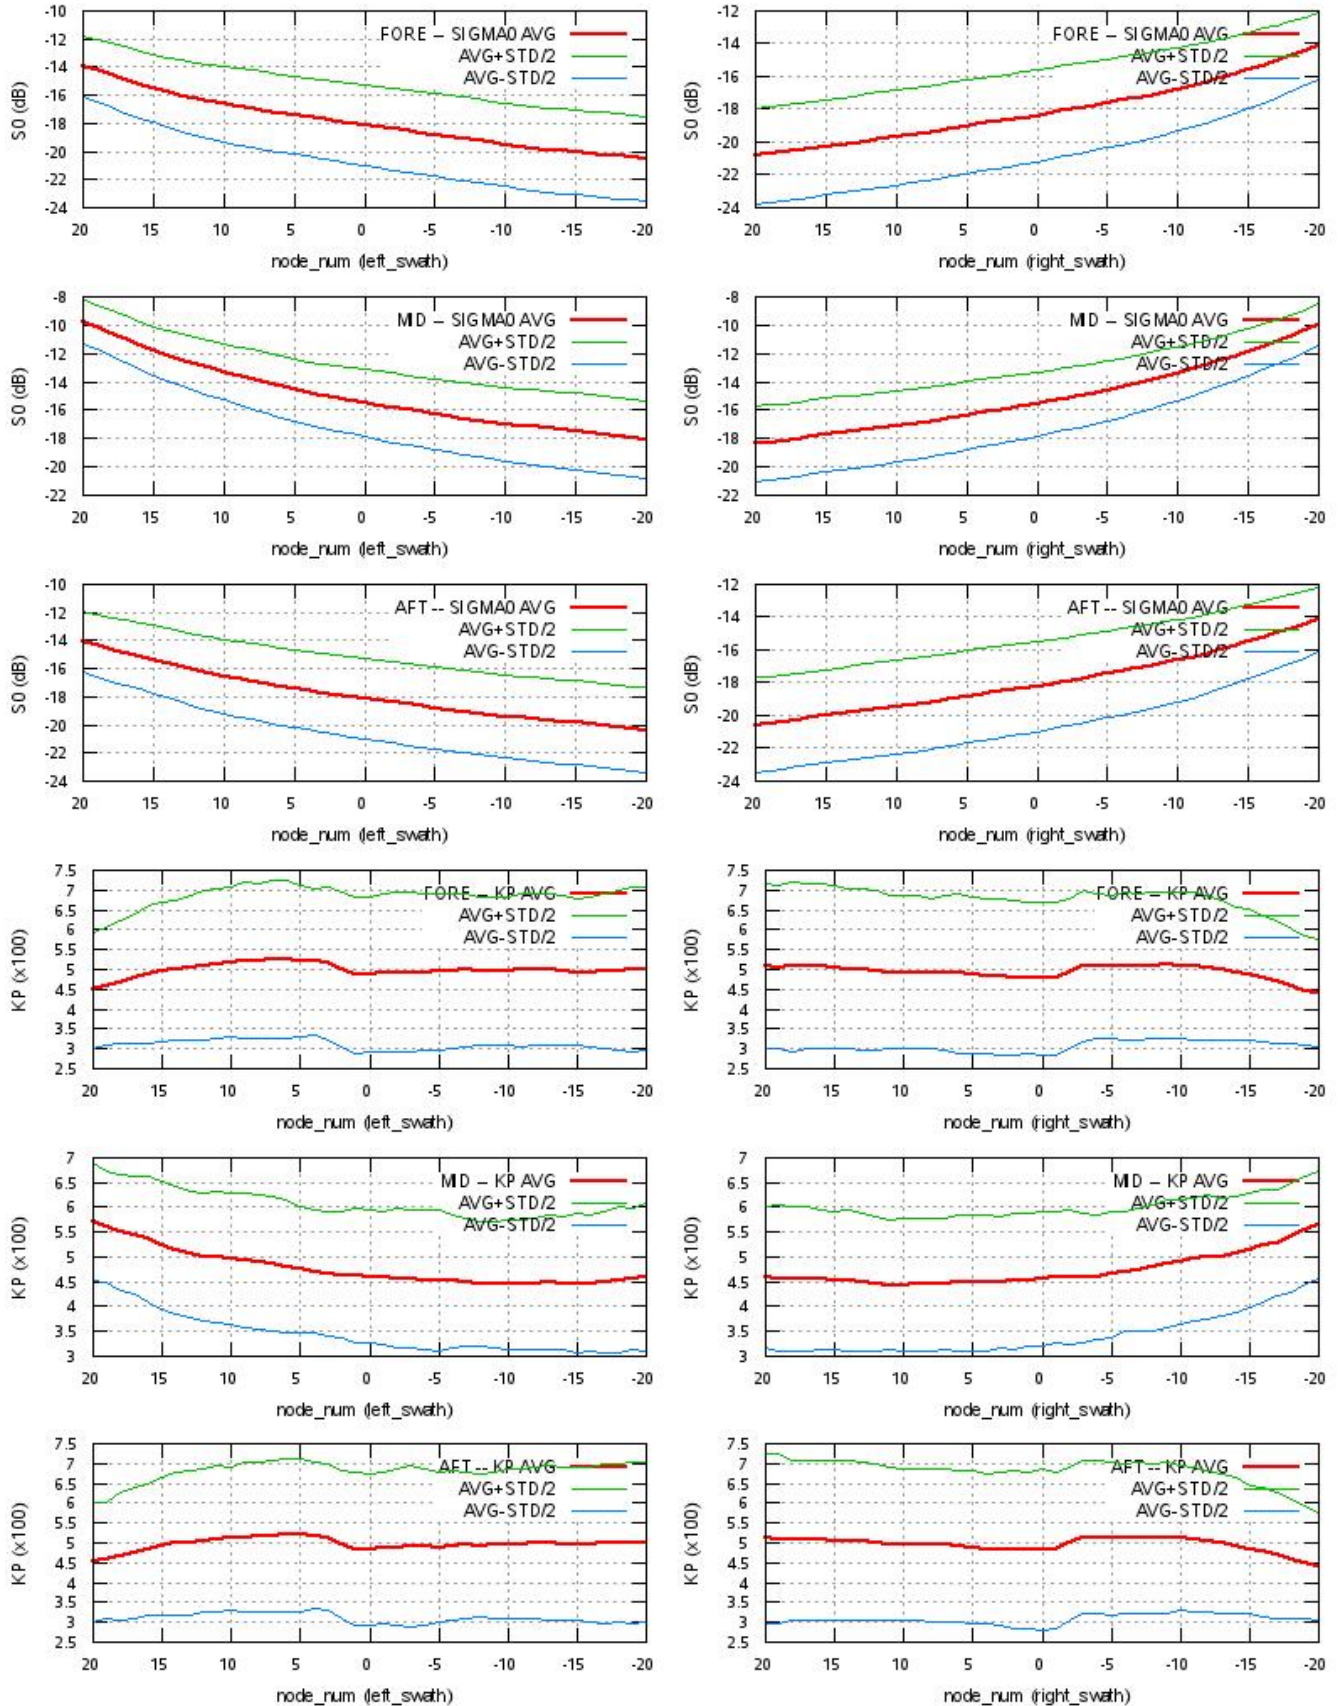 -10
-12
-14
-16
-18
-20
-22
-24
S0 (dB)
FORE -- SIGMA0 AVG
AVG+STD/2
AVG-STD/2
20 15 10 5 0 -5 -10 -15 -20
node_num (left_swath)
-12
-14
-16
-18
-20
-22
-24
S0 (dB)
FORE -- SIGMA0 AVG
AVG+STD/2
AVG-STD/2
20 15 10 5 0 -5 -10 -15 -20
node_num (right_swath)
-8
-10
-12
-14
-16
-18
-20
-22
S0 (dB)
MID -- SIGMA0 AVG
AVG+STD/2
AVG-STD/2
20 15 10 5 0 -5 -10 -15 -20
node_num (left_swath)
-8
-10
-12
-14
-16
-18
-20
-22
S0 (dB)
MID -- SIGMA0 AVG
AVG+STD/2
AVG-STD/2
20 15 10 5 0 -5 -10 -15 -20
node_num (right_swath)
-10
-12
-14
-16
-18
-20
-22
-24
S0 (dB)
AFT -- SIGMA0 AVG
AVG+STD/2
AVG-STD/2
20 15 10 5 0 -5 -10 -15 -20
node_num (left_swath)
-12
-14
-16
-18
-20
-22
-24
S0 (dB)
AFT -- SIGMA0 AVG
AVG+STD/2
AVG-STD/2
20 15 10 5 0 -5 -10 -15 -20
node_num (right_swath)
7.5
7
6.5
6
5.5
5
4.5
4
3.5
3
2.5
KP (x100)
FORE -- KP AVG
AVG+STD/2
AVG-STD/2
20 15 10 5 0 -5 -10 -15 -20
node_num (left_swath)
7.5
7
6.5
6
5.5
5
4.5
4
3.5
3
2.5
KP (x100)
FORE -- KP AVG
AVG+STD/2
AVG-STD/2
20 15 10 5 0 -5 -10 -15 -20
node_num (right_swath)
7
6.5
6
5.5
5
4.5
4
3.5
3
KP (x100)
MID -- KP AVG
AVG+STD/2
AVG-STD/2
20 15 10 5 0 -5 -10 -15 -20
node_num (left_swath)
7
6.5
6
5.5
5
4.5
4
3.5
3
KP (x100)
MID -- KP AVG
AVG+STD/2
AVG-STD/2
20 15 10 5 0 -5 -10 -15 -20
node_num (right_swath)
7.5
7
6.5
6
5.5
5
4.5
4
3.5
3
2.5
KP (x100)
AFT -- KP AVG
AVG+STD/2
AVG-STD/2
20 15 10 5 0 -5 -10 -15 -20
node_num (left_swath)
7.5
7
6.5
6
5.5
5
4.5
4
3.5
3
2.5
KP (x100)
AFT -- KP AVG
AVG+STD/2
AVG-STD/2
20 15 10 5 0 -5 -10 -15 -20
node_num (right_swath)